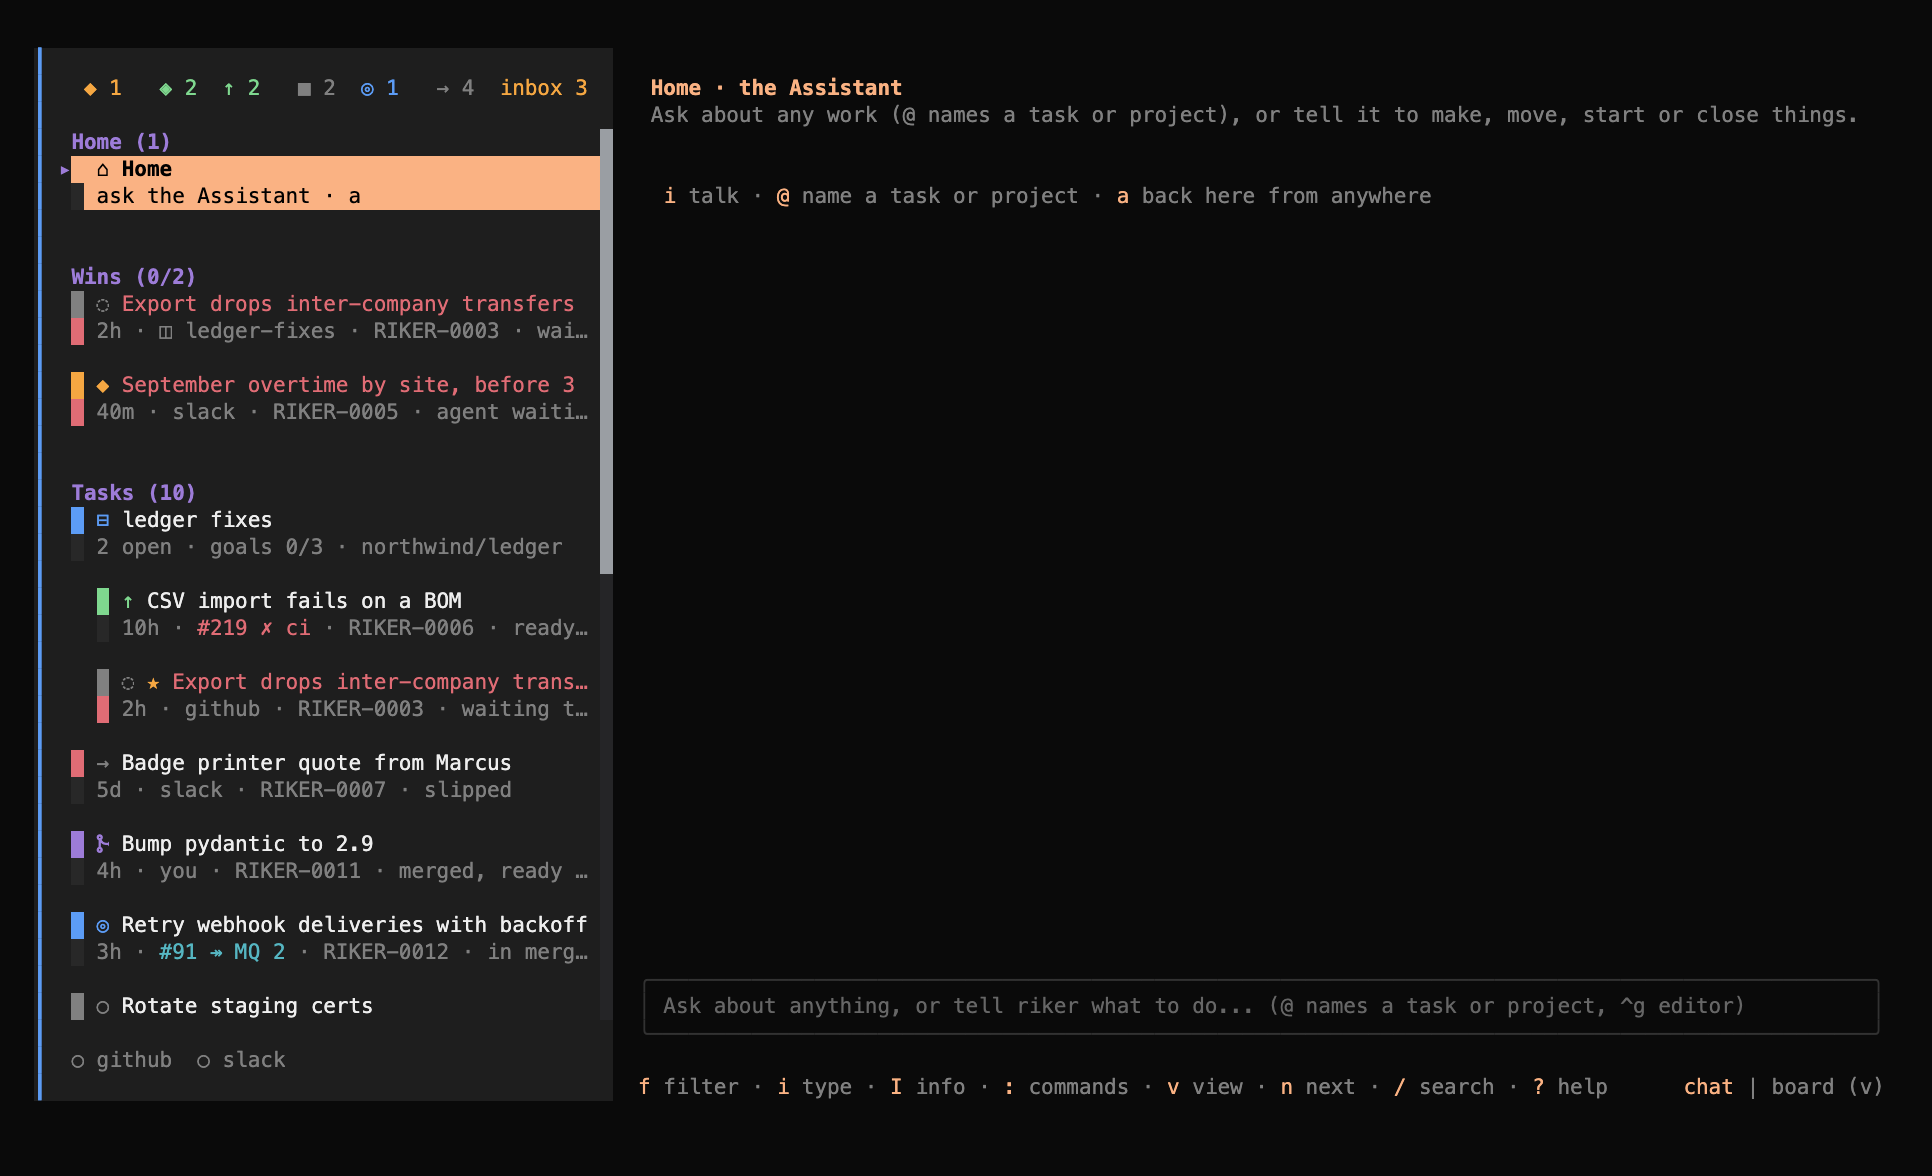 ◆ 1 ◈ 2 ↑ 2 ■ 2 ◎ 1 → 4 inbox 3
Home (1)
▸ ⌂ Home
ask the Assistant · a
Wins (0/2)
◌ Export drops inter-company transfers
2h · ◫ ledger-fixes · RIKER-0003 · wai…
◆ September overtime by site, before 3
40m · slack · RIKER-0005 · agent waiti…
Tasks (10)
⊟ ledger fixes
2 open · goals 0/3 · northwind/ledger
↑ CSV import fails on a BOM
10h · #219 ✗ ci · RIKER-0006 · ready…
◌ ★ Export drops inter-company trans…
2h · github · RIKER-0003 · waiting t…
→ Badge printer quote from Marcus
5d · slack · RIKER-0007 · slipped
Bump pydantic to 2.9
4h · you · RIKER-0011 · merged, ready …
◎ Retry webhook deliveries with backoff
3h · #91 ↠ MQ 2 · RIKER-0012 · in merg…
○ Rotate staging certs
○ github ○ slack
Home · the Assistant
Ask about any work (@ names a task or project), or tell it to make, move, start or close things.
i talk · @ name a task or project · a back here from anywhere
Ask about anything, or tell riker what to do... (@ names a task or project, ^g editor)
f filter · i type · I info · : commands · v view · n next · / search · ? help chat | board (v)